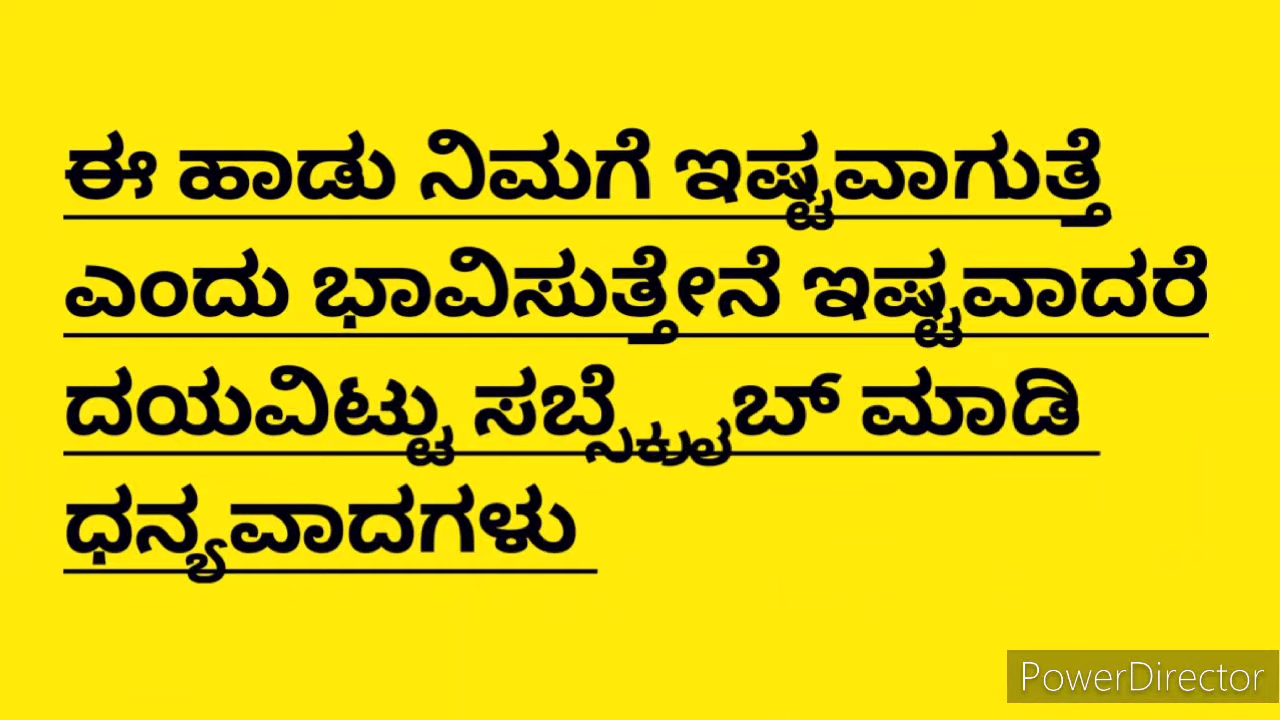 ಈ ಹಾಡು ನಿಮಗೆ ಇಷ್ಟವಾಗುತ್ತೆ
ಎಂದು ಭಾವಿಸುತ್ತೇನೆ ಇಷ್ಟವಾದರೆ
ದಯವಿಟ್ಟು ಸಬ್ಸ್ಕ್ರೈಬ್ ಮಾಡಿ
ಧನ್ಯವಾದಗಳು
PowerDirector